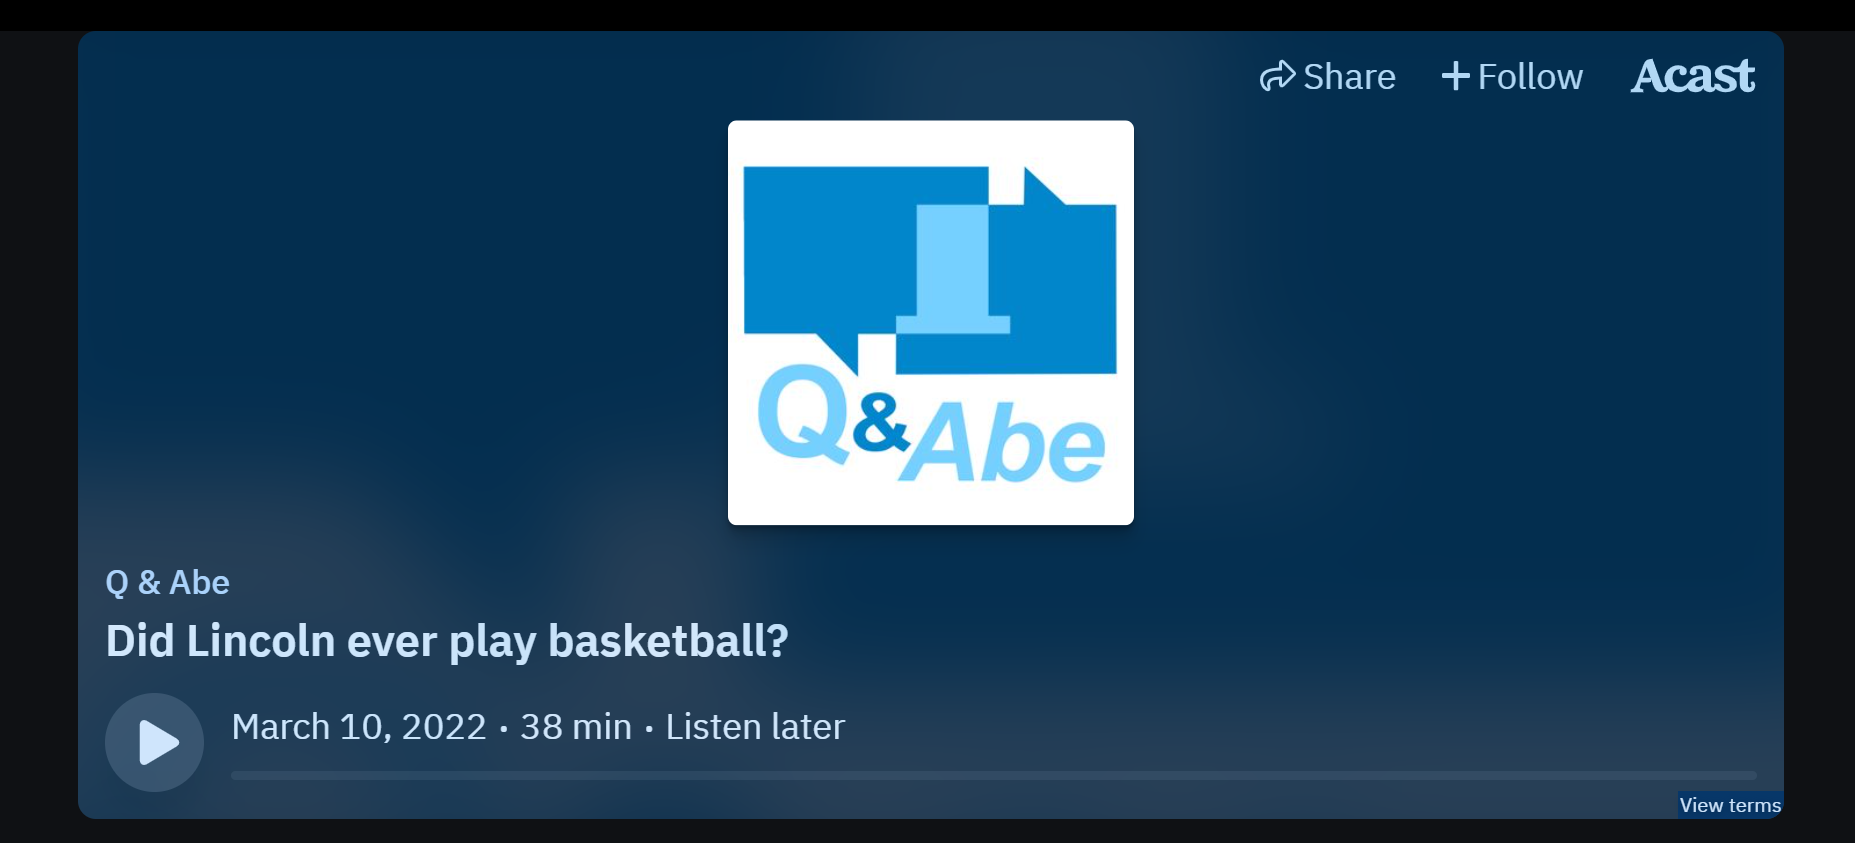 Share
Follow
Acast
Q&Abe
Q & Abe
Did Lincoln ever play basketball?
March 10, 2022 • 38 min • Listen later
View terms